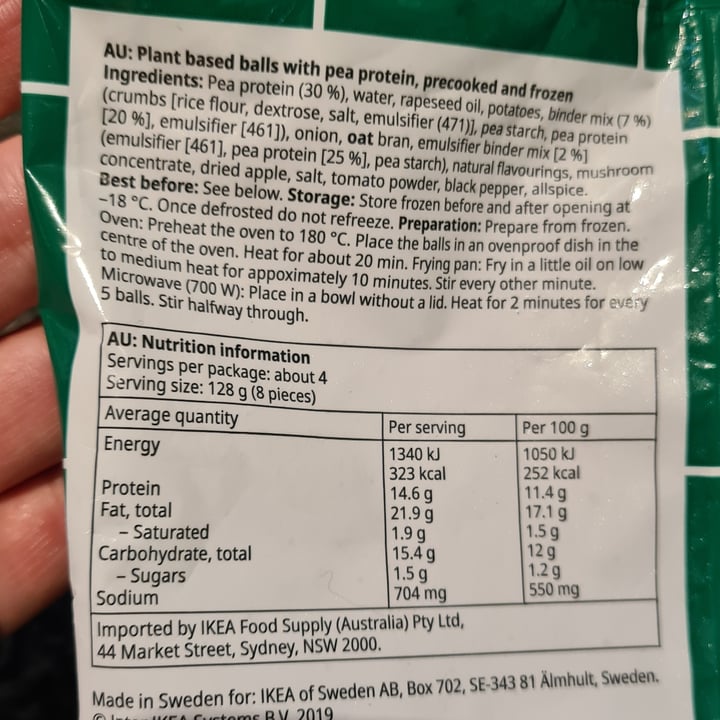 AU: Plant based balls with pea protein, precooked and frozen
Ingredients: Pea protein (30 %), water, rapeseed oil, potatoes, binder mix (7 %)
(crumbs [rice flour, dextrose, salt, emulsifier (471)], pea starch, pea protein
[20 %], emulsifier [461]), onion, oat bran, emulsifier binder mix [2 %]
(emulsifier [461], pea protein [25 %], pea starch), natural flavourings, mushroom
concentrate, dried apple, salt, tomato powder, black pepper, allspice.
Best before: See below. Storage: Store frozen before and after opening at
–18 °C. Once defrosted do not refreeze. Preparation: Prepare from frozen.
Oven: Preheat the oven to 180 °C. Place the balls in an ovenproof dish in the
centre of the oven. Heat for about 20 min. Frying pan: Fry in a little oil on low
to medium heat for appoximately 10 minutes. Stir every other minute.
Microwave (700 W): Place in a bowl without a lid. Heat for 2 minutes for every
5 balls. Stir halfway through.
AU: Nutrition information
Servings per package: about 4
Serving size: 128 g (8 pieces)
Average quantity Per serving Per 100 g
Energy 1340 kJ 1050 kJ
323 kcal 252 kcal
Protein 14.6 g 11.4 g
Fat, total 21.9 g 17.1 g
– Saturated 1.9 g 1.5 g
Carbohydrate, total 15.4 g 12 g
– Sugars 1.5 g 1.2 g
Sodium 704 mg 550 mg
Imported by IKEA Food Supply (Australia) Pty Ltd,
44 Market Street, Sydney, NSW 2000.
Made in Sweden for: IKEA of Sweden AB, Box 702, SE-343 81 Älmhult, Sweden.
© Inter IKEA Systems B.V. 2019